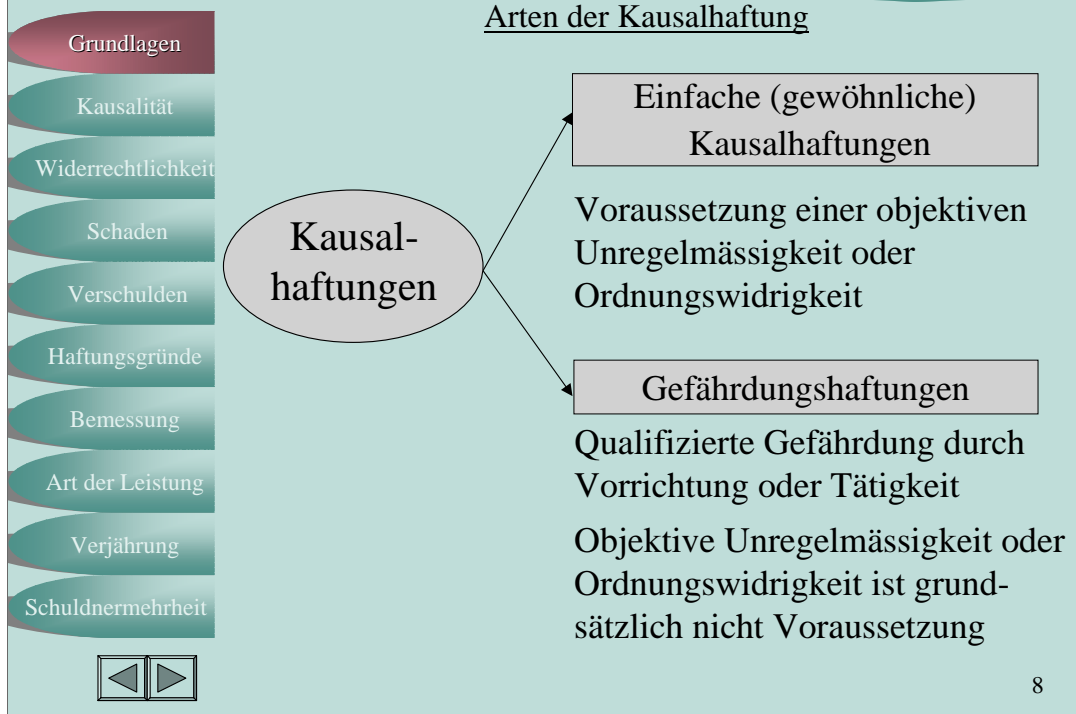 Arten der Kausalhaftung
Grundlagen
Kausalität
Widerrechtlichkeit
Schaden
Verschulden
Haftungsgründe
Bemessung
Art der Leistung
Verjährung
Schuldnermehrheit
Kausal-
haftungen
Einfache (gewöhnliche)
Kausalhaftungen
Voraussetzung einer objektiven
Unregelmässigkeit oder
Ordnungswidrigkeit
Gefährdungshaftungen
Qualifizierte Gefährdung durch
Vorrichtung oder Tätigkeit
Objektive Unregelmässigkeit oder
Ordnungswidrigkeit ist grund-
sätzlich nicht Voraussetzung
8